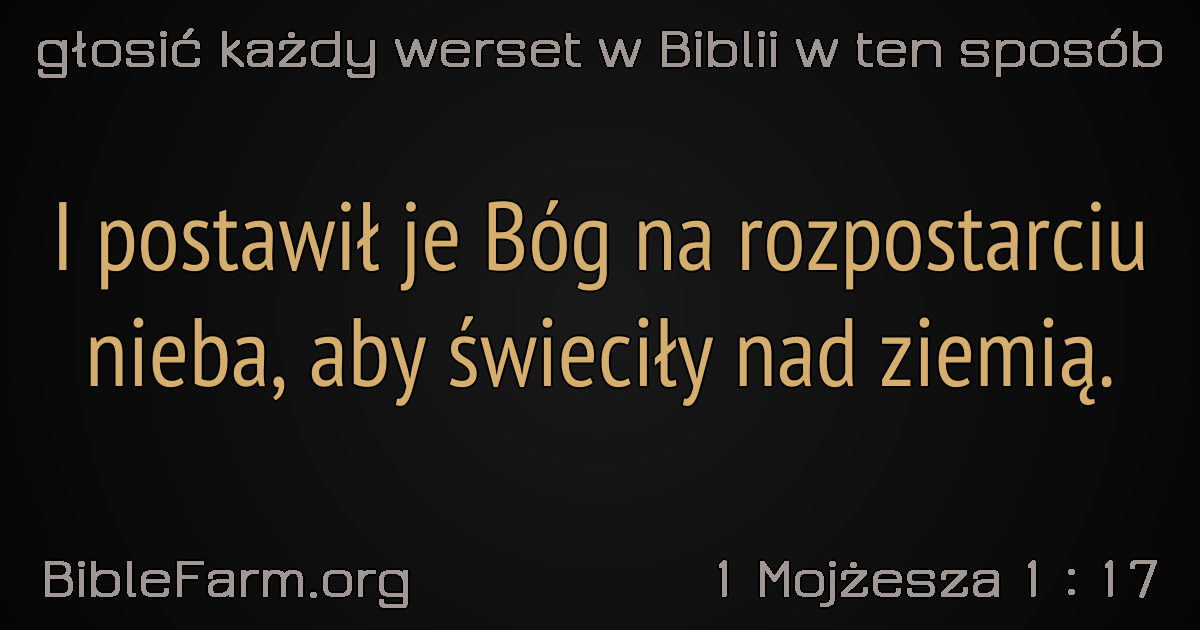 głosić każdy werset w Biblii w ten sposób
I postawił je Bóg na rozpostarciu
nieba, aby świeciły nad ziemią.
BibleFarm.org
1 Mojżesza 1 : 17